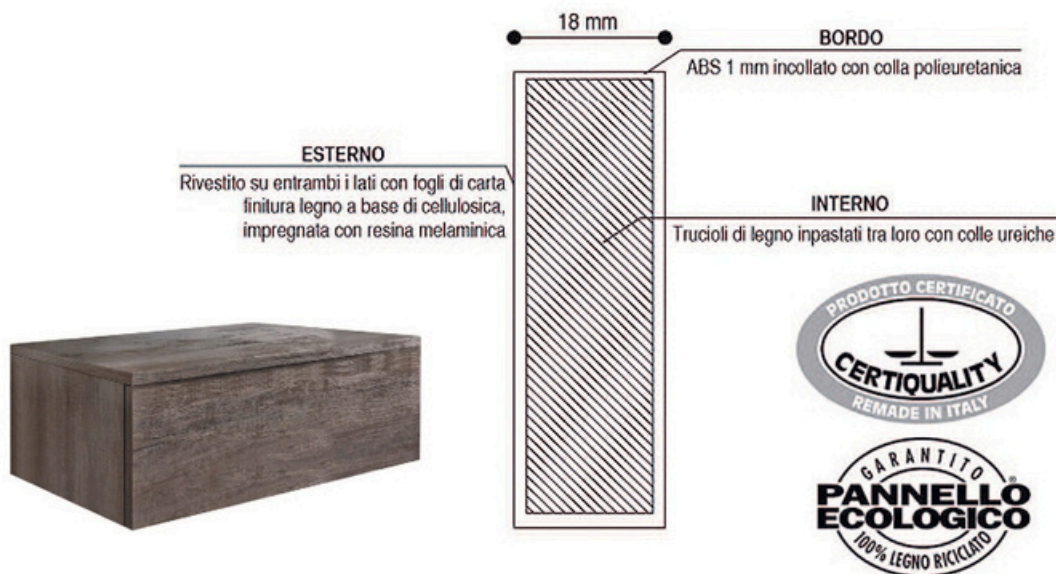 18 mm
BORDO
ABS 1 mm incollato con colla polieuretanica
ESTERNO
Rivestito su entrambi i lati con fogli di carta
finitura legno a base di cellulosica,
impregnata con resina melaminica
INTERNO
Trucioli di legno inpastati tra loro con colle ureiche
PRODOTTO CERTIFICATO
CERTIQUALITY
REMADE IN ITALY
GARANTITO
PANNELLO®
ECOLOGICO
100% LEGNO RICICLATO